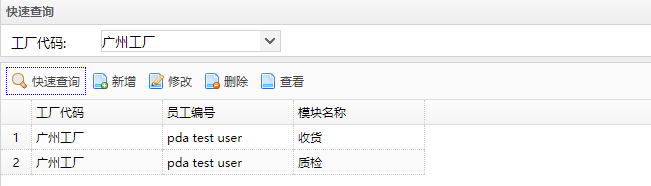 快速查询
工厂代码: 广州工厂
快速查询 新增 修改 删除 查看
工厂代码 员工编号 模块名称
1 广州工厂 pda test user 收货
2 广州工厂 pda test user 质检